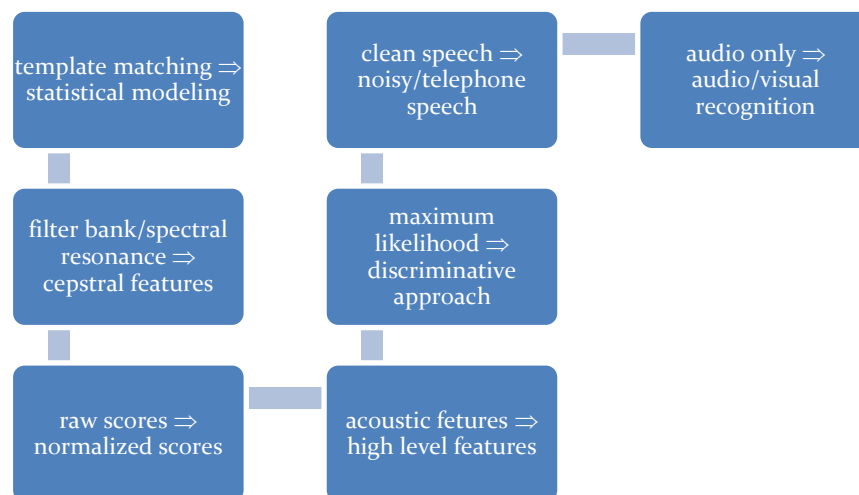 template matching ⇒
statistical modeling
filter bank/spectral
resonance ⇒
cepstral features
raw scores ⇒
normalized scores
acoustic fetures ⇒
high level features
maximum
likelihood ⇒
discriminative
approach
clean speech ⇒
noisy/telephone
speech
audio only ⇒
audio/visual
recognition